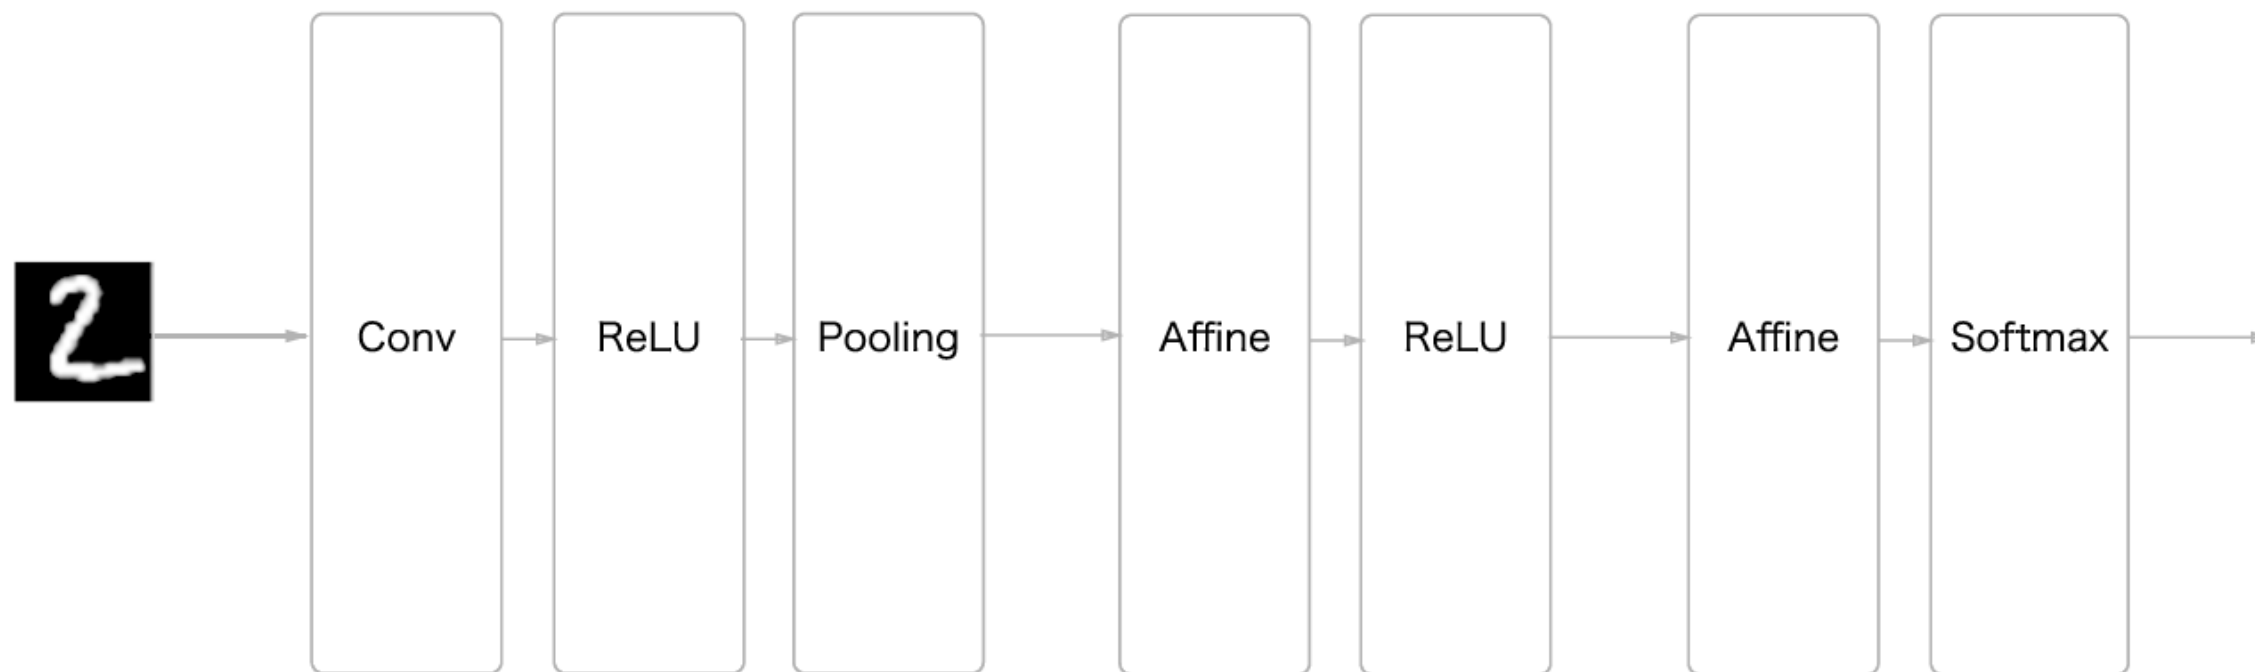 2
Conv
ReLU
Pooling
Affine
ReLU
Affine
Softmax